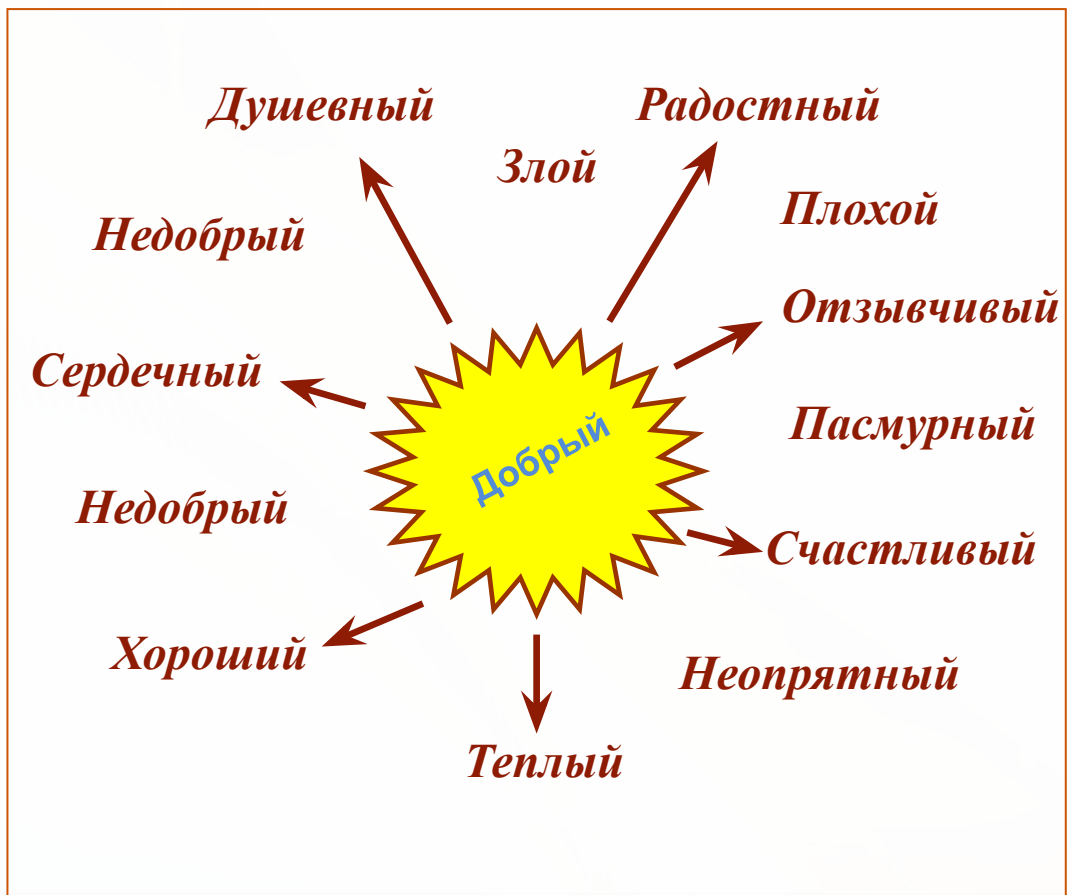 Душевный
Радостный
Злой
Плохой
Недобрый
Отзывчивый
Сердечный
Пасмурный
Добрый
Недобрый
Счастливый
Хороший
Неопрятный
Теплый